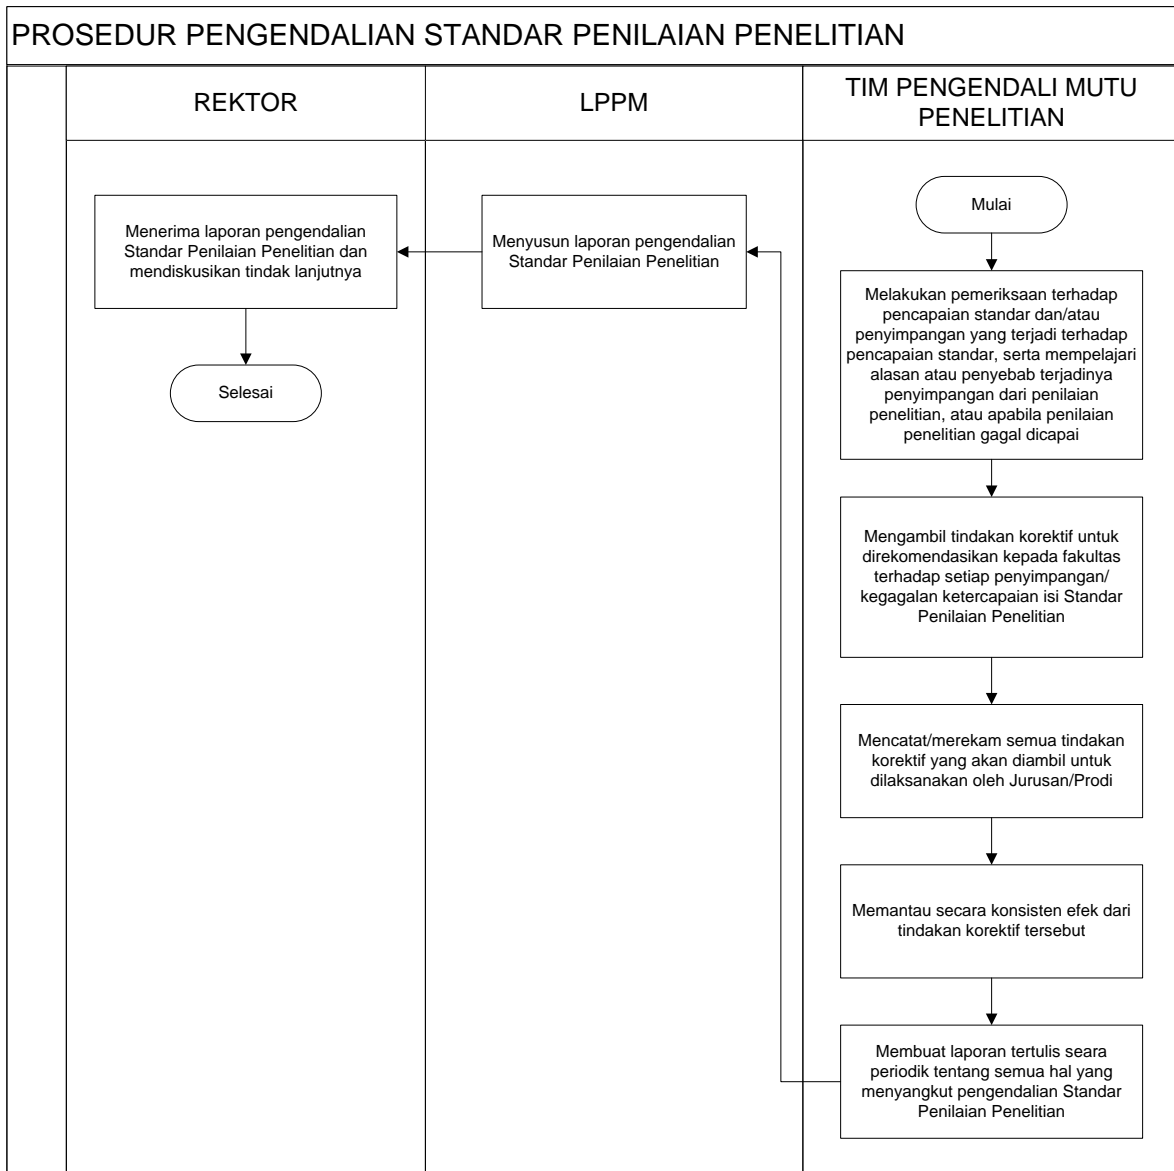 PROSEDUR PENGENDALIAN STANDAR PENILAIAN PENELITIAN
REKTOR
LPPM
TIM PENGENDALI MUTU
PENELITIAN
Menerima laporan pengendalian
Standar Penilaian Penelitian dan
mendiskusikan tindak lanjutnya
Selesai
Menyusun laporan pengendalian
Standar Penilaian Penelitian
Mulai
Melakukan pemeriksaan terhadap
pencapaian standar dan/atau
penyimpangan yang terjadi terhadap
pencapaian standar, serta mempelajari
alasan atau penyebab terjadinya
penyimpangan dari penilaian
penelitian, atau apabila penilaian
penelitian gagal dicapai
Mengambil tindakan korektif untuk
direkomendasikan kepada fakultas
terhadap setiap penyimpangan/
kegagalan ketercapaian isi Standar
Penilaian Penelitian
Mencatat/merekam semua tindakan
korektif yang akan diambil untuk
dilaksanakan oleh Jurusan/Prodi
Memantau secara konsisten efek dari
tindakan korektif tersebut
Membuat laporan tertulis seara
periodik tentang semua hal yang
menyangkut pengendalian Standar
Penilaian Penelitian